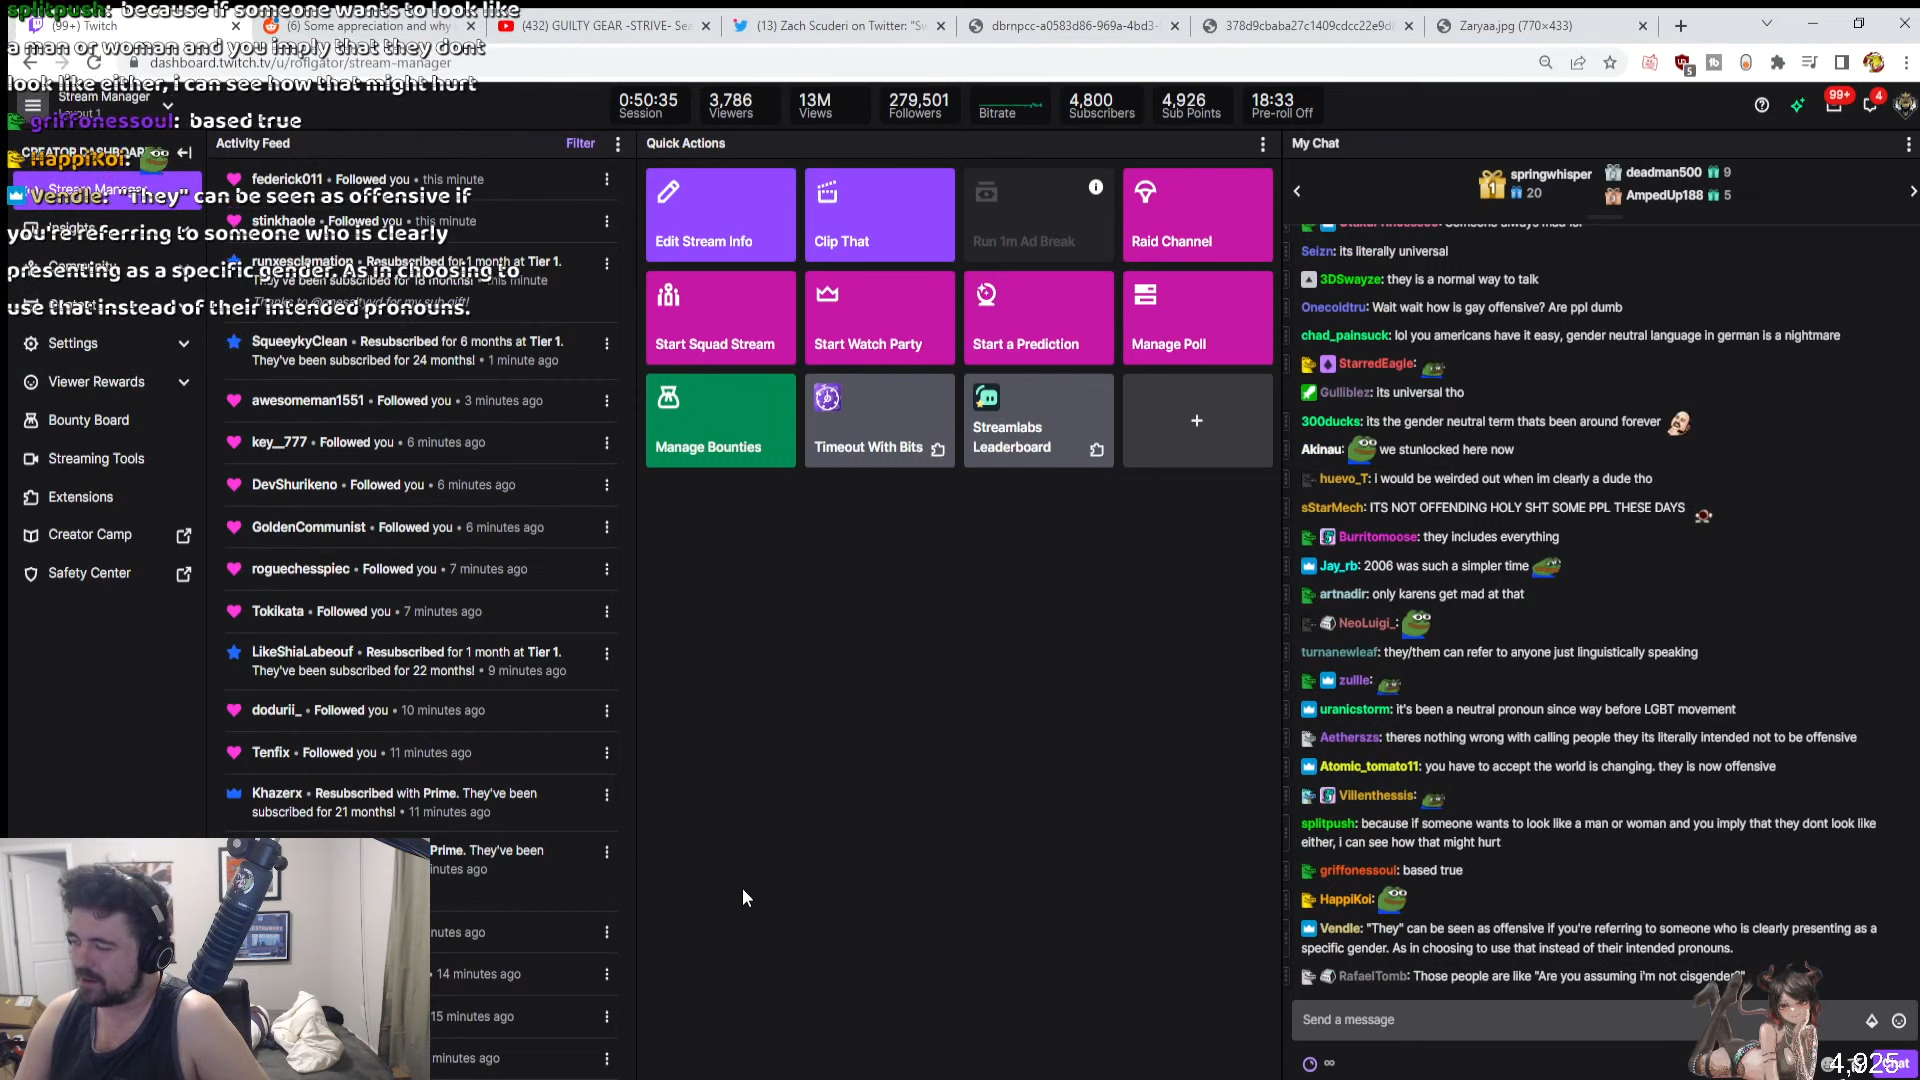 splitpush: because if someone wants to look like
a man or woman and you imply that they dont
look like either, i can see how that might hurt
griffonessoul: based true
HappiKoi:
Vendle: "They" can be seen as offensive if
you're referring to someone who is clearly
presenting as a specific gender. As in choosing to
use that instead of their intended pronouns.
(99+) Twitch
(6) Some appreciation and why
(432) GUILTY GEAR -STRIVE- Sea
(13) Zach Scuderi on Twitter: "Sw
dbrnpcc-a0583d86-969a-4bd3-
378d9cbaba27c1409cdcc22e9d8
Zaryaa.jpg (770×433)
dashboard.twitch.tv/u/roflgator/stream-manager
5
Stream Manager
Layout 1
0:50:35
Session
3,786
Viewers
13M
Views
279,501
Followers
Bitrate
4,800
Subscribers
4,926
Sub Points
18:33
Pre-roll Off
99+
4
CREATOR DASHBOARD
Stream Manager
Insights
Community
Settings
Viewer Rewards
Bounty Board
Streaming Tools
Extensions
Creator Camp
Safety Center
Activity Feed
Filter
federick011 • Followed you • this minute
stinkhaole • Followed you • this minute
runxesclemation • Resubscribed for 1 month at Tier 1.
They've been subscribed for 18 months! • this minute
SqueeykyClean • Resubscribed for 6 months at Tier 1.
They've been subscribed for 24 months! • 1 minute ago
awesomeman1551 • Followed you • 3 minutes ago
key__777 • Followed you • 6 minutes ago
DevShurikeno • Followed you • 6 minutes ago
GoldenCommunist • Followed you • 6 minutes ago
roguechesspiec • Followed you • 7 minutes ago
Tokikata • Followed you • 7 minutes ago
LikeShiaLabeouf • Resubscribed for 1 month at Tier 1.
They've been subscribed for 22 months! • 9 minutes ago
dodurii_ • Followed you • 10 minutes ago
Tenfix • Followed you • 11 minutes ago
Khazerx • Resubscribed with Prime. They've been
subscribed for 21 months! • 11 minutes ago
Prime. They've been
nutes ago
nutes ago
• 14 minutes ago
15 minutes ago
minutes ago
Quick Actions
Edit Stream Info
Clip That
Run 1m Ad Break
Raid Channel
Start Squad Stream
Start Watch Party
Start a Prediction
Manage Poll
Manage Bounties
Timeout With Bits
Streamlabs
Leaderboard
My Chat
springwhisper
20
deadman500 9
AmpedUp188 5
Seizn: its literally universal
3DSwayze: they is a normal way to talk
Onecoldtru: Wait wait how is gay offensive? Are ppl dumb
chad_painsuck: lol you americans have it easy, gender neutral language in german is a nightmare
StarredEagle:
Gulliblez: its universal tho
300ducks: its the gender neutral term thats been around forever
Akinau: we stunlocked here now
huevo_T: i would be weirded out when im clearly a dude tho
sStarMech: ITS NOT OFFENDING HOLY SHT SOME PPL THESE DAYS
Burritomoose: they includes everything
Jay_rb: 2006 was such a simpler time
artnadir: only karens get mad at that
NeoLuigi_:
turnanewleaf: they/them can refer to anyone just linguistically speaking
zullle:
uranicstorm: it's been a neutral pronoun since way before LGBT movement
Aetherszs: theres nothing wrong with calling people they its literally intended not to be offensive
Atomic_tomato11: you have to accept the world is changing. they is now offensive
Villenthessis:
splitpush: because if someone wants to look like a man or woman and you imply that they dont look like
either, i can see how that might hurt
griffonessoul: based true
HappiKoi:
Vendle: "They" can be seen as offensive if you're referring to someone who is clearly presenting as a
specific gender. As in choosing to use that instead of their intended pronouns.
RafaelTomb: Those people are like "Are you assuming i'm not cisgender?"
Send a message
4,925
Chat